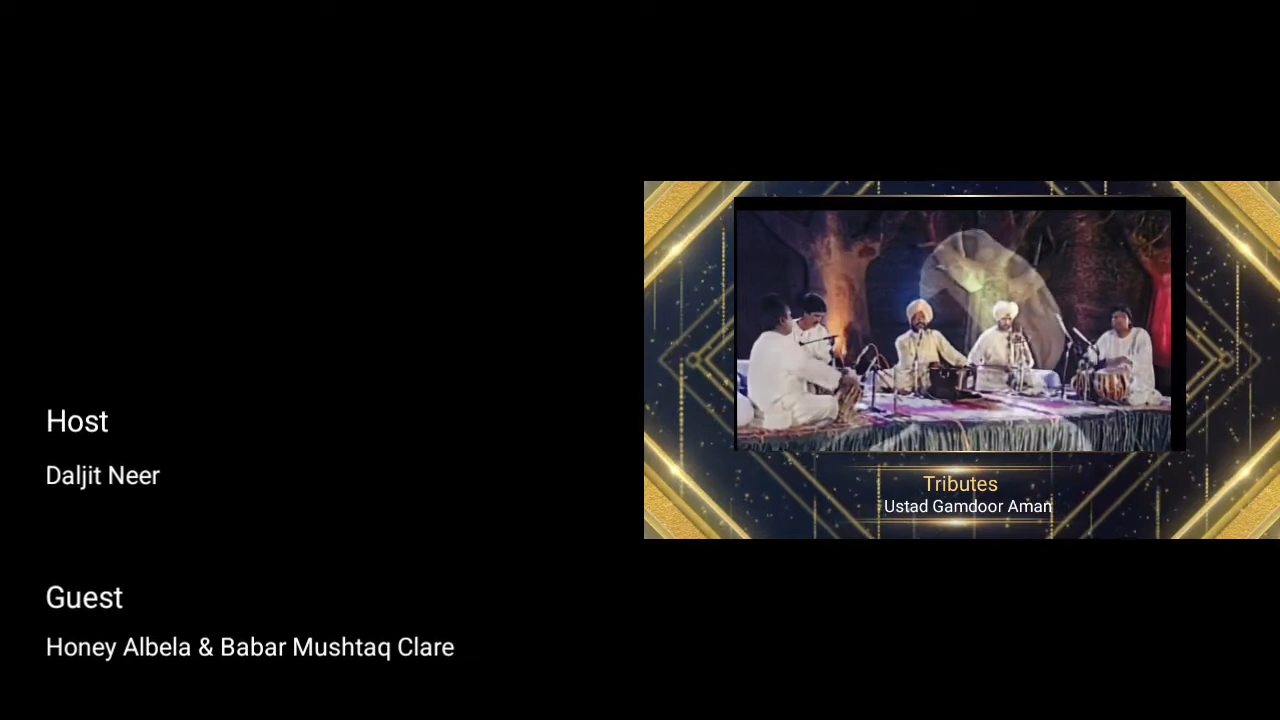 Host
Daljit Neer
Guest
Honey Albela & Babar Mushtaq Clare
Tributes
Ustad Gamdoor Aman